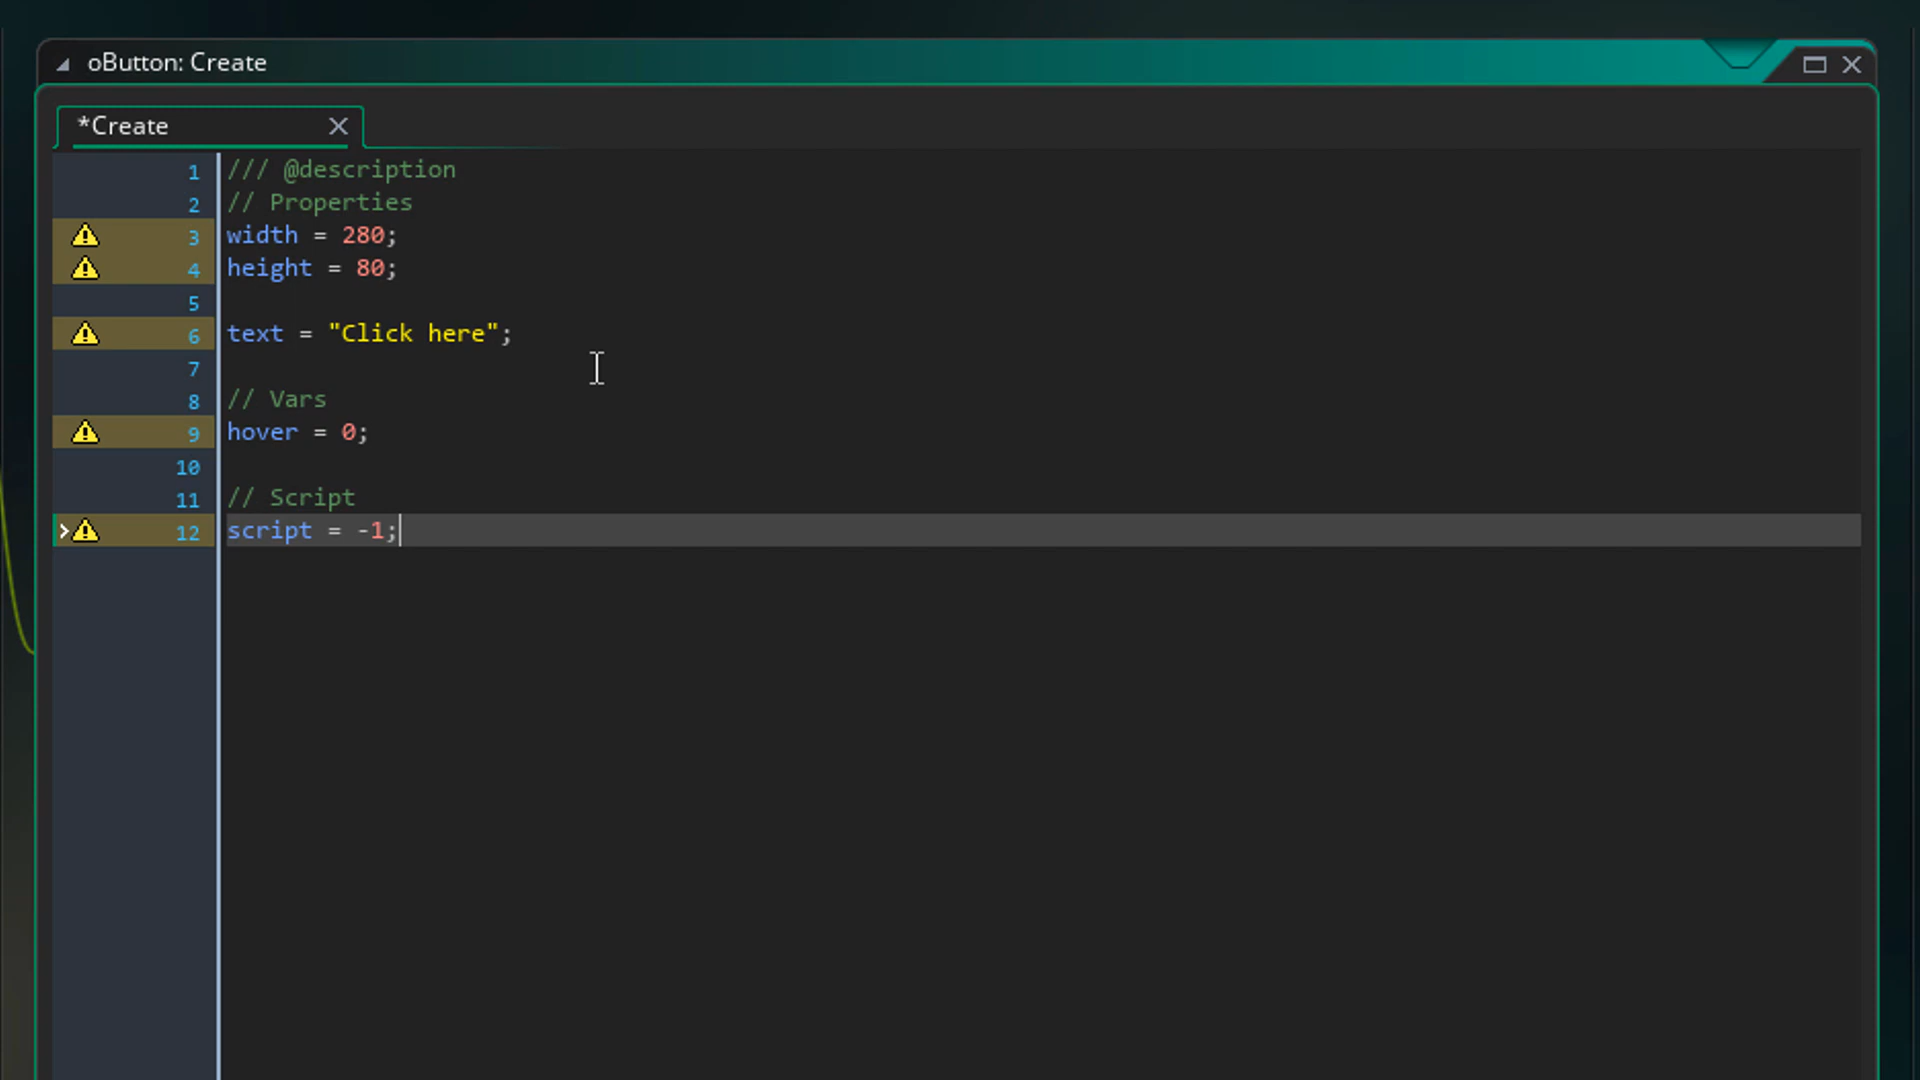 oButton: Create
*Create
1 /// @description
2 // Properties
3 width = 280;
4 height = 80;
5
6 text = "Click here";
7
8 // Vars
9 hover = 0;
10
11 // Script
12 script = -1;